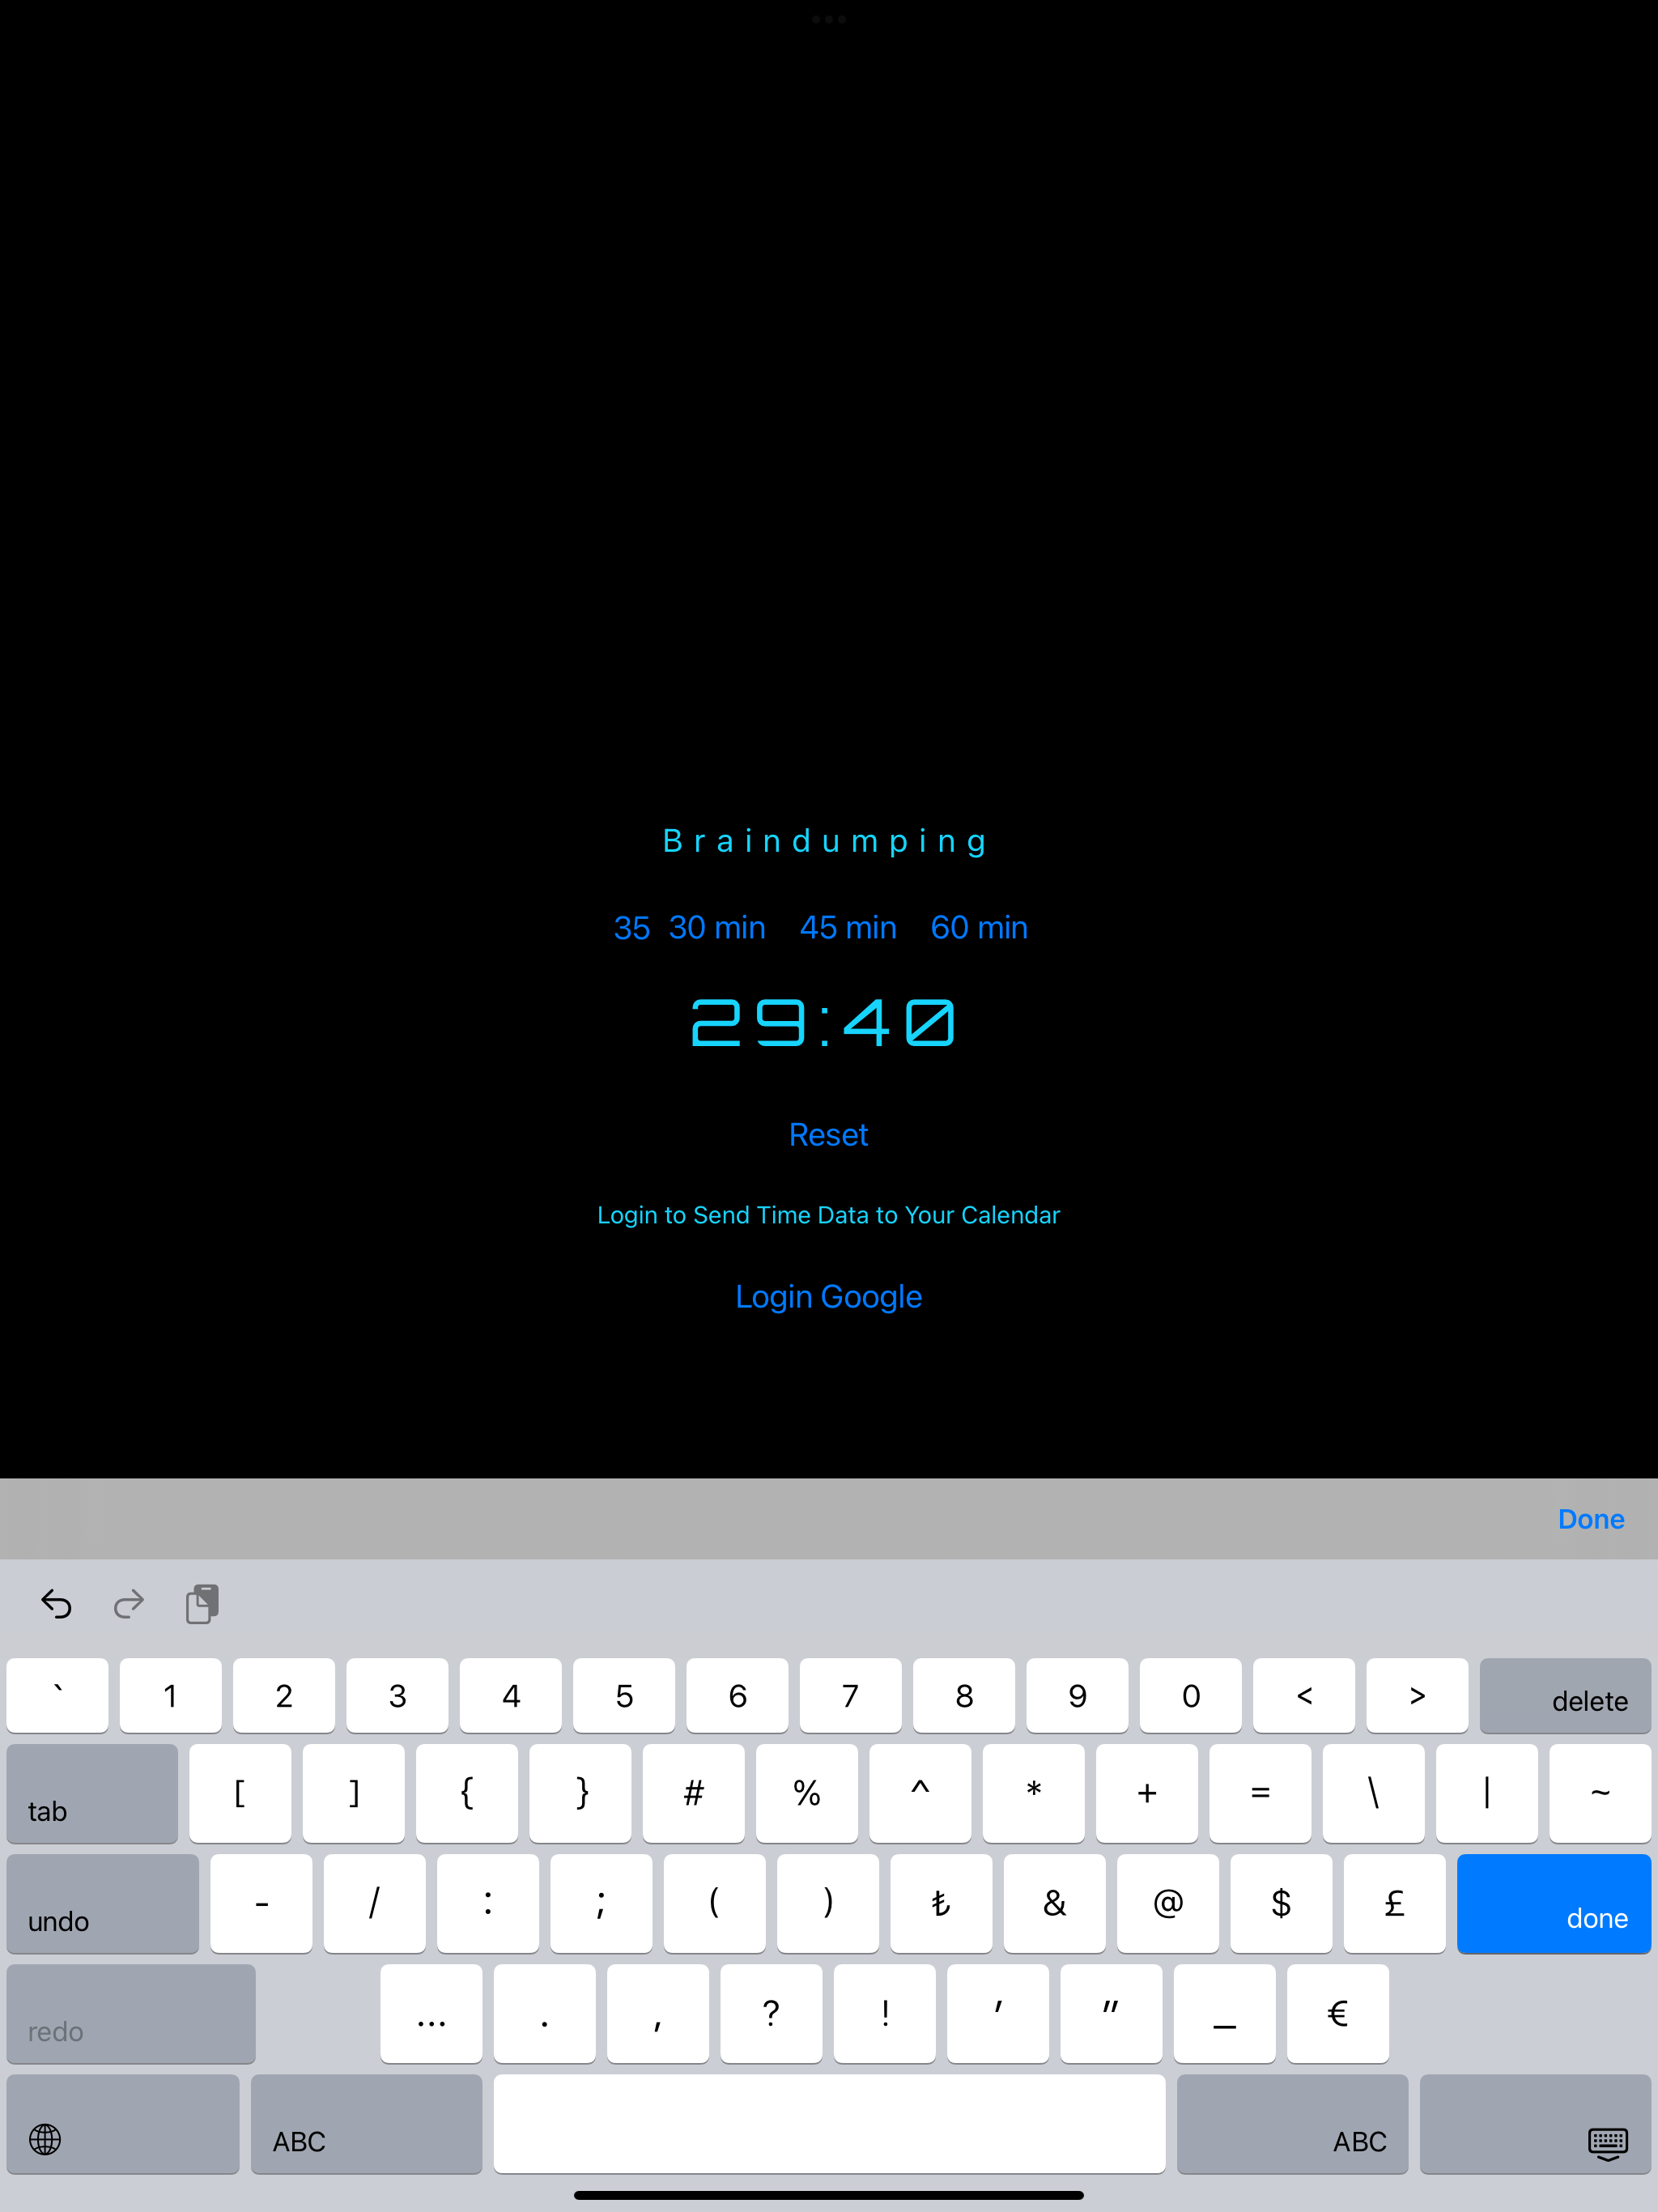 Braindumping
35 30 min 45 min 60 min
29:40
Reset
Login to Send Time Data to Your Calendar
Login Google
Done
` 1 2 3 4 5 6 7 8 9 0 < > delete
tab [ ] { } # % ^ * + = \ | ~
undo - / : ; ( ) ₺ & @ $ £ done
redo … . , ? ! ' " _ €
ABC ABC